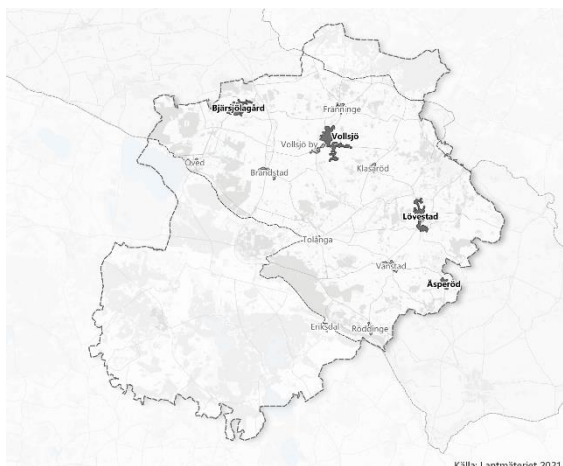 Bjärsjölagård
Fränninge
Vollsjö
Vollsjö by
Öved
Brandstad
Klasaröd
Lövestad
Tolånga
Vanstad
Äsperöd
Eriksdal
Röddinge
Källa: Lantmäteriet 2021